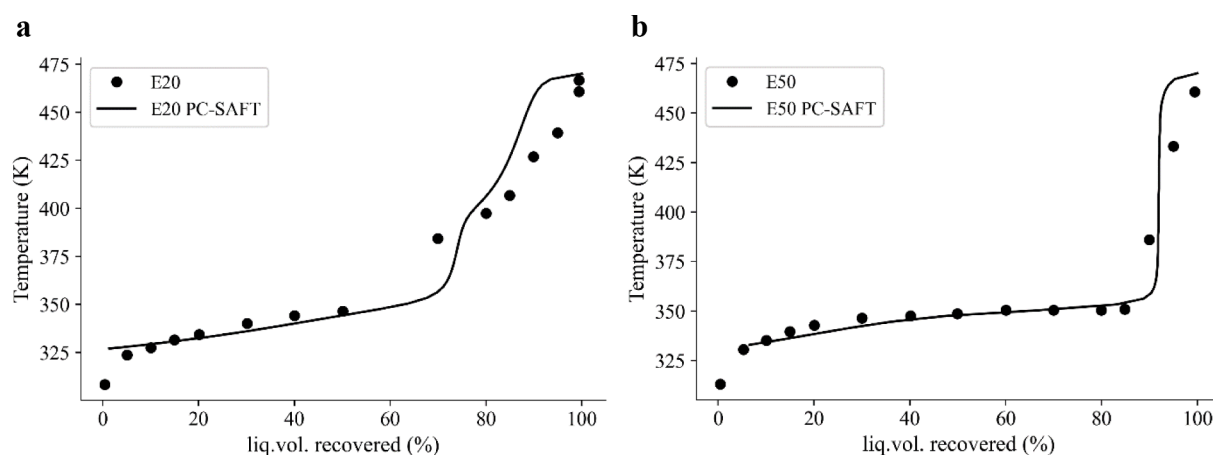 a
475
450
425
400
375
350
325
Temperature (K)
E20
E20 PC-SAFT
0
20
40
60
80
100
liq.vol. recovered (%)
b
475
450
425
400
375
350
325
Temperature (K)
E50
E50 PC-SAFT
0
20
40
60
80
100
liq.vol. recovered (%)